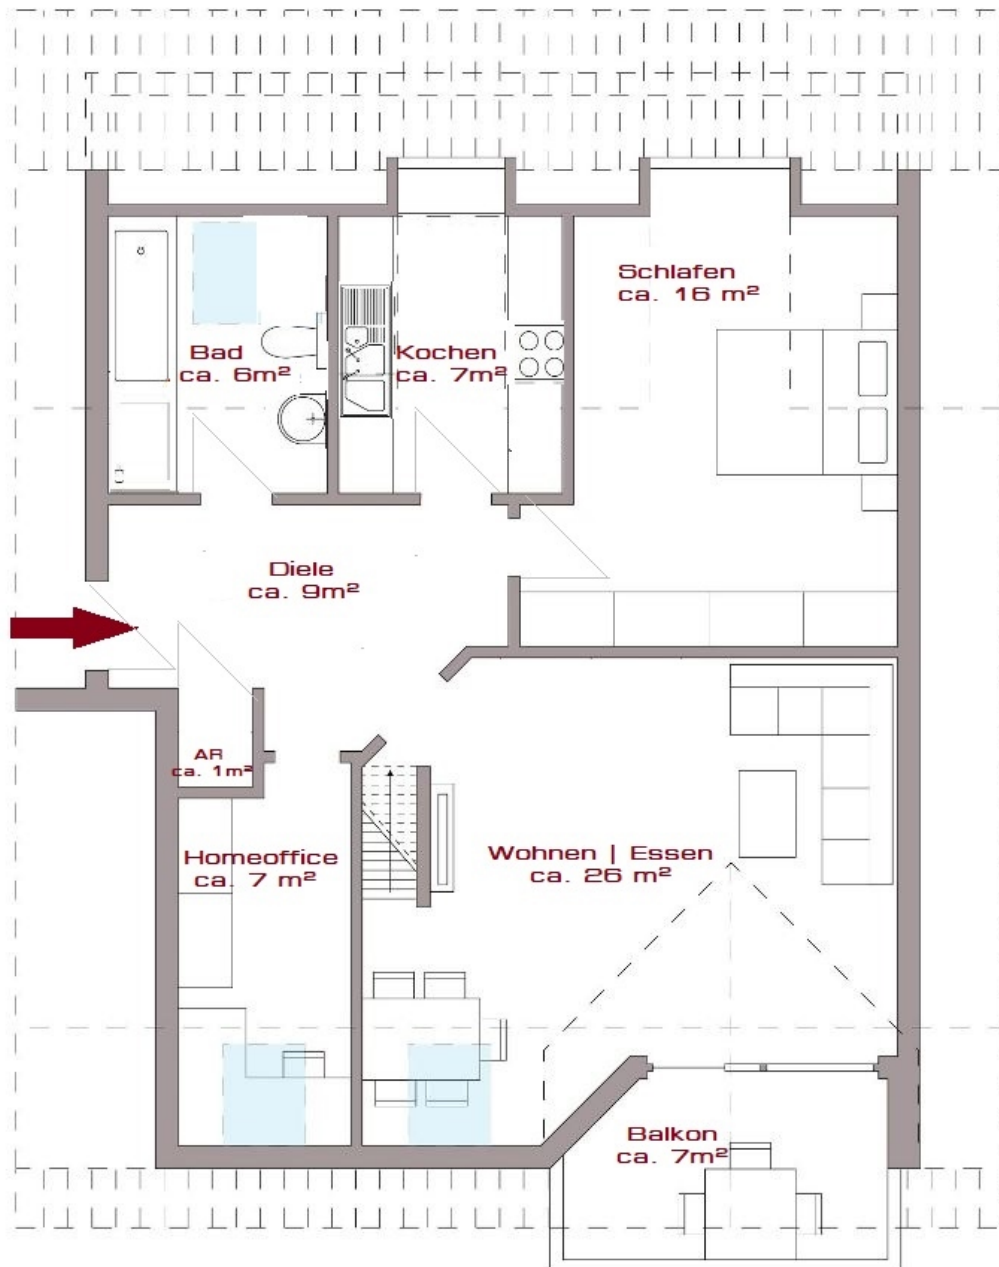 Schlafen
ca. 16 m²
Bad
ca. 6m²
Kochen
ca. 7m²
Diele
ca. 9m²
AR
ca. 1m²
Homeoffice
ca. 7 m²
Wohnen | Essen
ca. 26 m²
Balkon
ca. 7m²